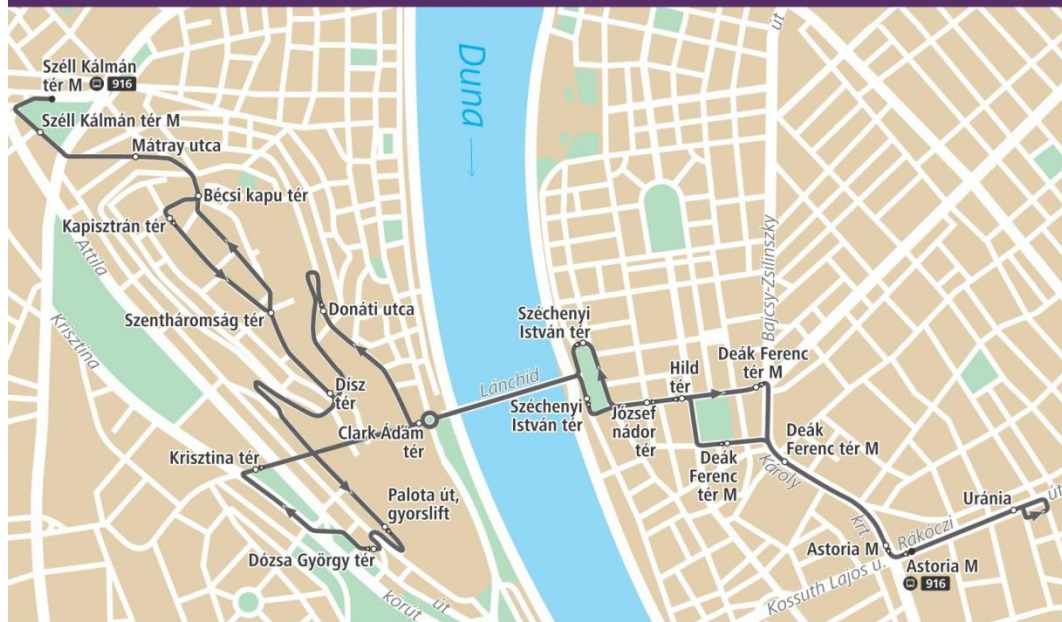 út
Duna
Széll Kálmán
tér M 916
Széll Kálmán tér M
Mátray utca
Bécsi kapu tér
Kapisztrán tér
Attila
Bajcsy-Zsilinszky
Szentháromság tér
Donáti utca
Krisztina
Széchenyi
István tér
Lánchíd
Dísz
tér
Hild
tér
Deák Ferenc
tér M
Széchenyi
István tér
József
nádor
tér
Clark Ádám
tér
Deák
Ferenc tér M
Krisztina tér
Deák
Ferenc
tér M
Károly
krt.
Palota út,
gyorslift
Uránia
út
Rákóczi
Dózsa György tér
Astoria M
Astoria M
916
Kossuth Lajos u.
út
körút